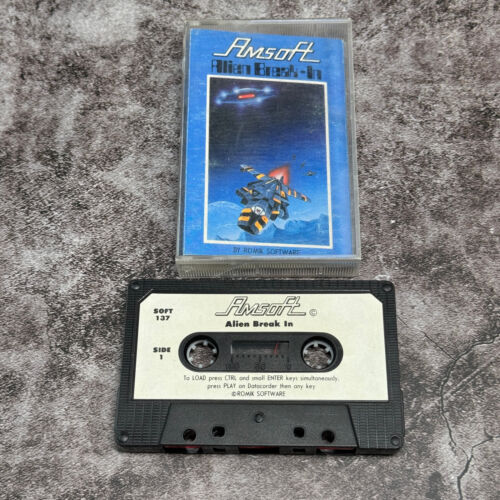 Amsoft
Alien Break-In
BY ROMIK SOFTWARE
SOFT
137
Amsoft ©
Alien Break In
SIDE
1
To LOAD press CTRL and small ENTER keys simultaneously,
press PLAY on Datacorder then any key
©ROMIK SOFTWARE